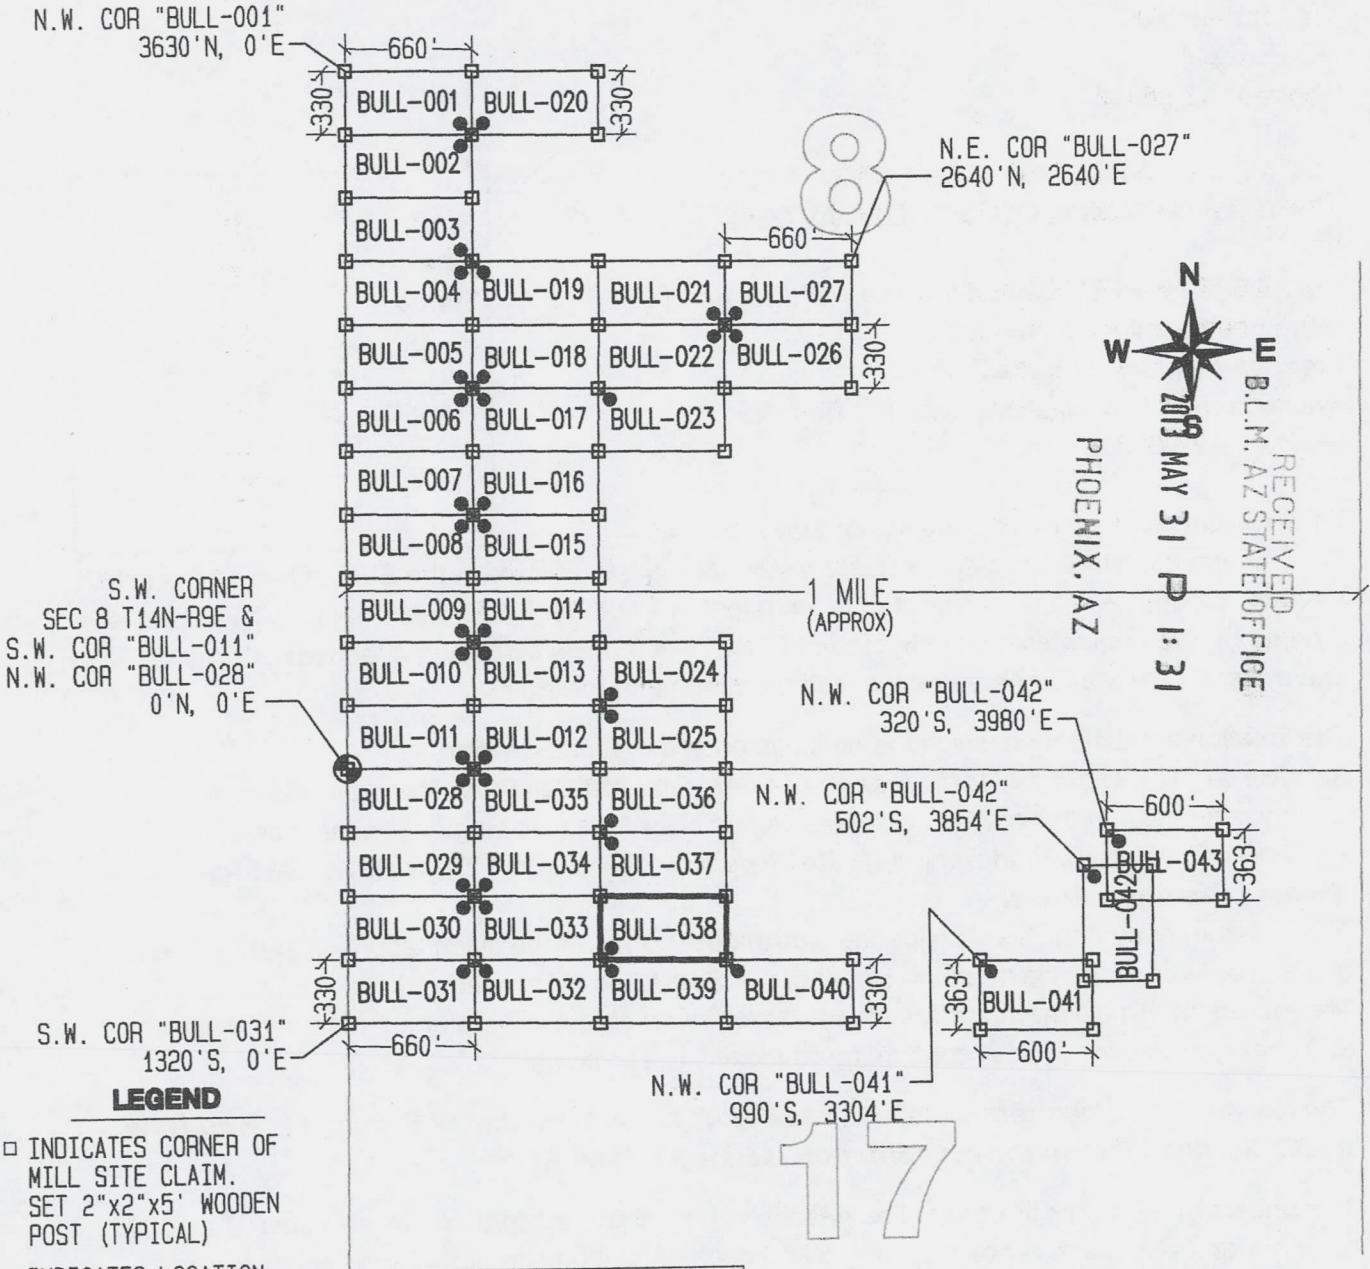 N.W. COR "BULL-001"
3630'N, 0'E
660'
330
BULL-001
BULL-020
330
BULL-002
8
N.E. COR "BULL-027"
2640'N, 2640'E
BULL-003
660'
BULL-004
BULL-019
BULL-021
BULL-027
N
BULL-005
BULL-018
BULL-022
BULL-026
330
W
E
S
BULL-006
BULL-017
BULL-023
RECEIVED
B.L.M. AZ STATE OFFICE
2013 MAY 31 P 1:31
PHOENIX, AZ
BULL-007
BULL-016
BULL-008
BULL-015
S.W. CORNER
SEC 8 T14N-R9E &
S.W. COR "BULL-011"
N.W. COR "BULL-028"
0'N, 0'E
BULL-009
BULL-014
1 MILE
(APPROX)
BULL-010
BULL-013
BULL-024
N.W. COR "BULL-042"
320'S, 3980'E
BULL-011
BULL-012
BULL-025
BULL-028
BULL-035
BULL-036
N.W. COR "BULL-042"
502'S, 3854'E
600
BULL-029
BULL-034
BULL-037
BULL-043
363
BULL-042
BULL-030
BULL-033
BULL-038
330
BULL-031
BULL-032
BULL-039
BULL-040
330
363
BULL-041
S.W. COR "BULL-031"
1320'S, 0'E
660'
600'
N.W. COR "BULL-041"
990'S, 3304'E
17
LEGEND
INDICATES CORNER OF
MILL SITE CLAIM.
SET 2"x2"x5' WOODEN
POST (TYPICAL)
INDICATES LOCATION